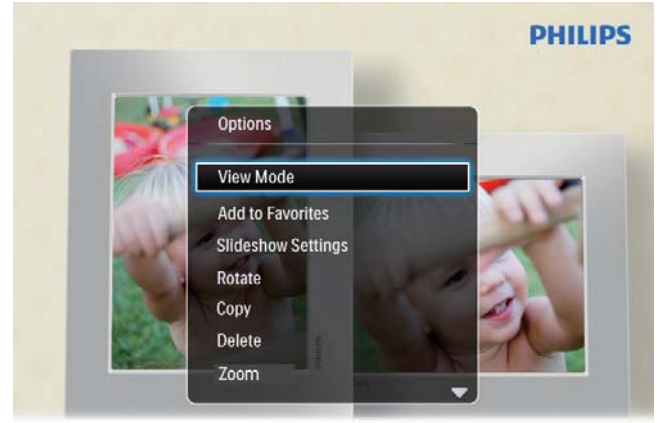 PHILIPS
Options
View Mode
Add to Favorites
Slideshow Settings
Rotate
Copy
Delete
Zoom